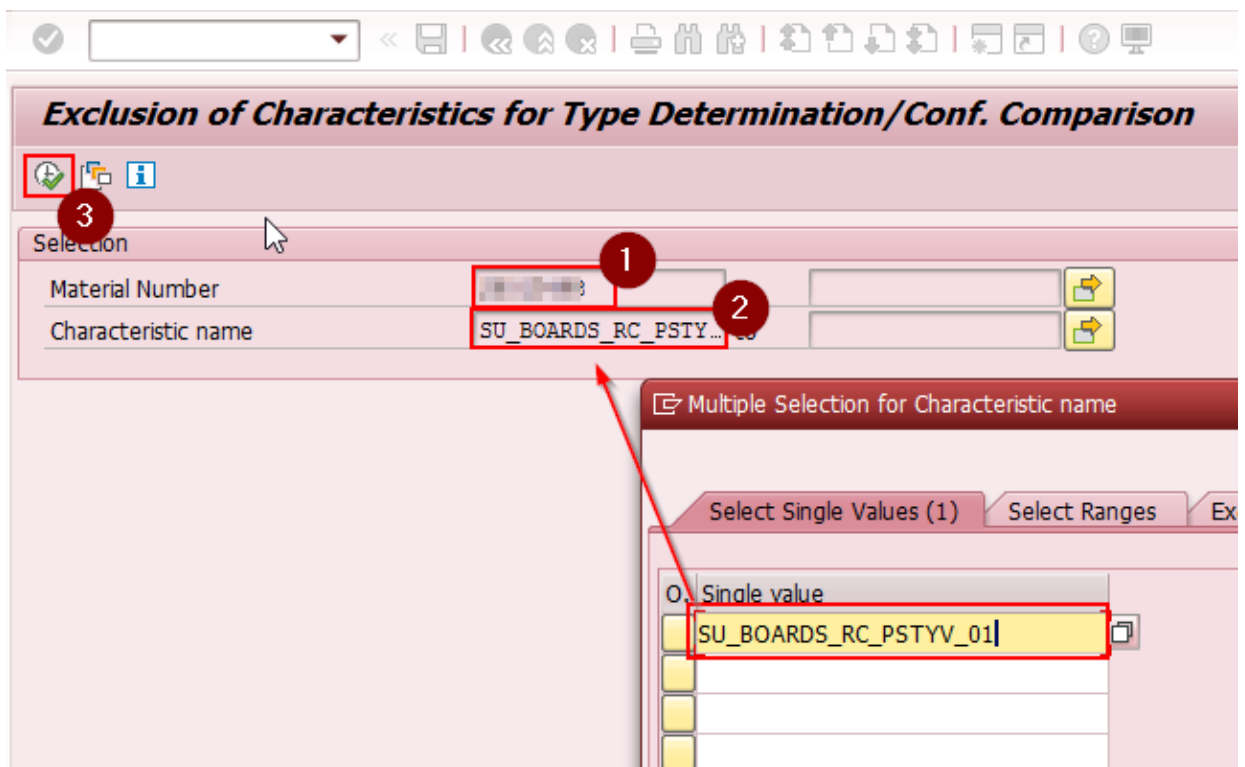 Exclusion of Characteristics for Type Determination/Conf. Comparison
3
Selection
1
Material Number
2
Characteristic name SU_BOARDS_RC_PSTY…
Multiple Selection for Characteristic name
Select Single Values (1) Select Ranges Ex
O. Single value
SU_BOARDS_RC_PSTYV_01